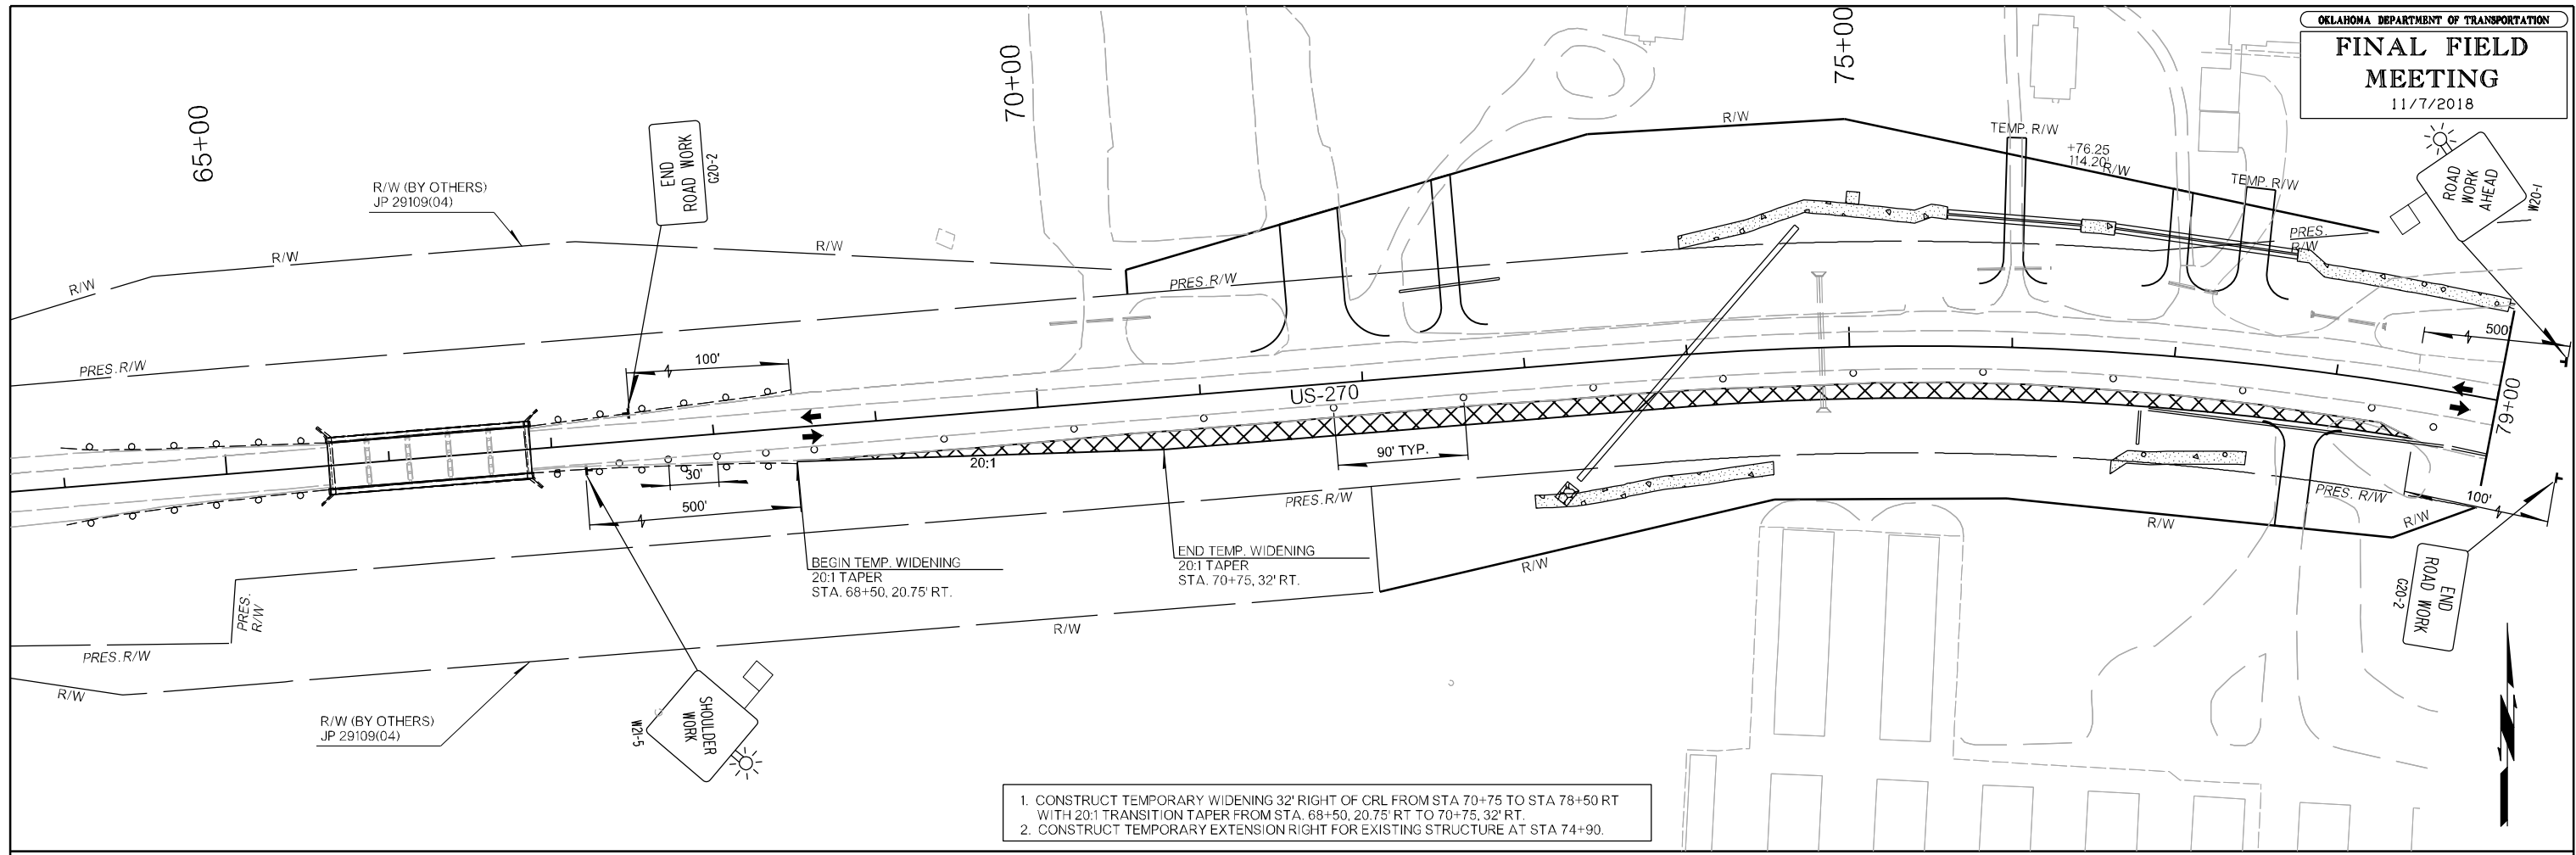 OKLAHOMA DEPARTMENT OF TRANSPORTATION
FINAL FIELD
MEETING
11/7/2018
65+00
70+00
75+00
79+00
R/W (BY OTHERS)
JP 29109(04)
END
ROAD WORK
G20-2
R/W
R/W
R/W
R/W
TEMP. R/W
+76.25
114.20'
R/W
TEMP. R/W
ROAD
WORK
AHEAD
W20-1
PRES.
R/W
PRES. R/W
PRES. R/W
100'
500'
US-270
20:1
90' TYP.
30'
500'
BEGIN TEMP. WIDENING
20:1 TAPER
STA. 68+50, 20.75' RT.
END TEMP. WIDENING
20:1 TAPER
STA. 70+75, 32' RT.
PRES. R/W
R/W
R/W
PRES. R/W
R/W
100'
END
ROAD WORK
G20-2
PRES.
R/W
PRES. R/W
R/W
R/W
R/W (BY OTHERS)
JP 29109(04)
SHOULDER
WORK
W21-5
1. CONSTRUCT TEMPORARY WIDENING 32' RIGHT OF CRL FROM STA 70+75 TO STA 78+50 RT
WITH 20:1 TRANSITION TAPER FROM STA. 68+50, 20.75' RT TO 70+75, 32' RT.
2. CONSTRUCT TEMPORARY EXTENSION RIGHT FOR EXISTING STRUCTURE AT STA 74+90.
N